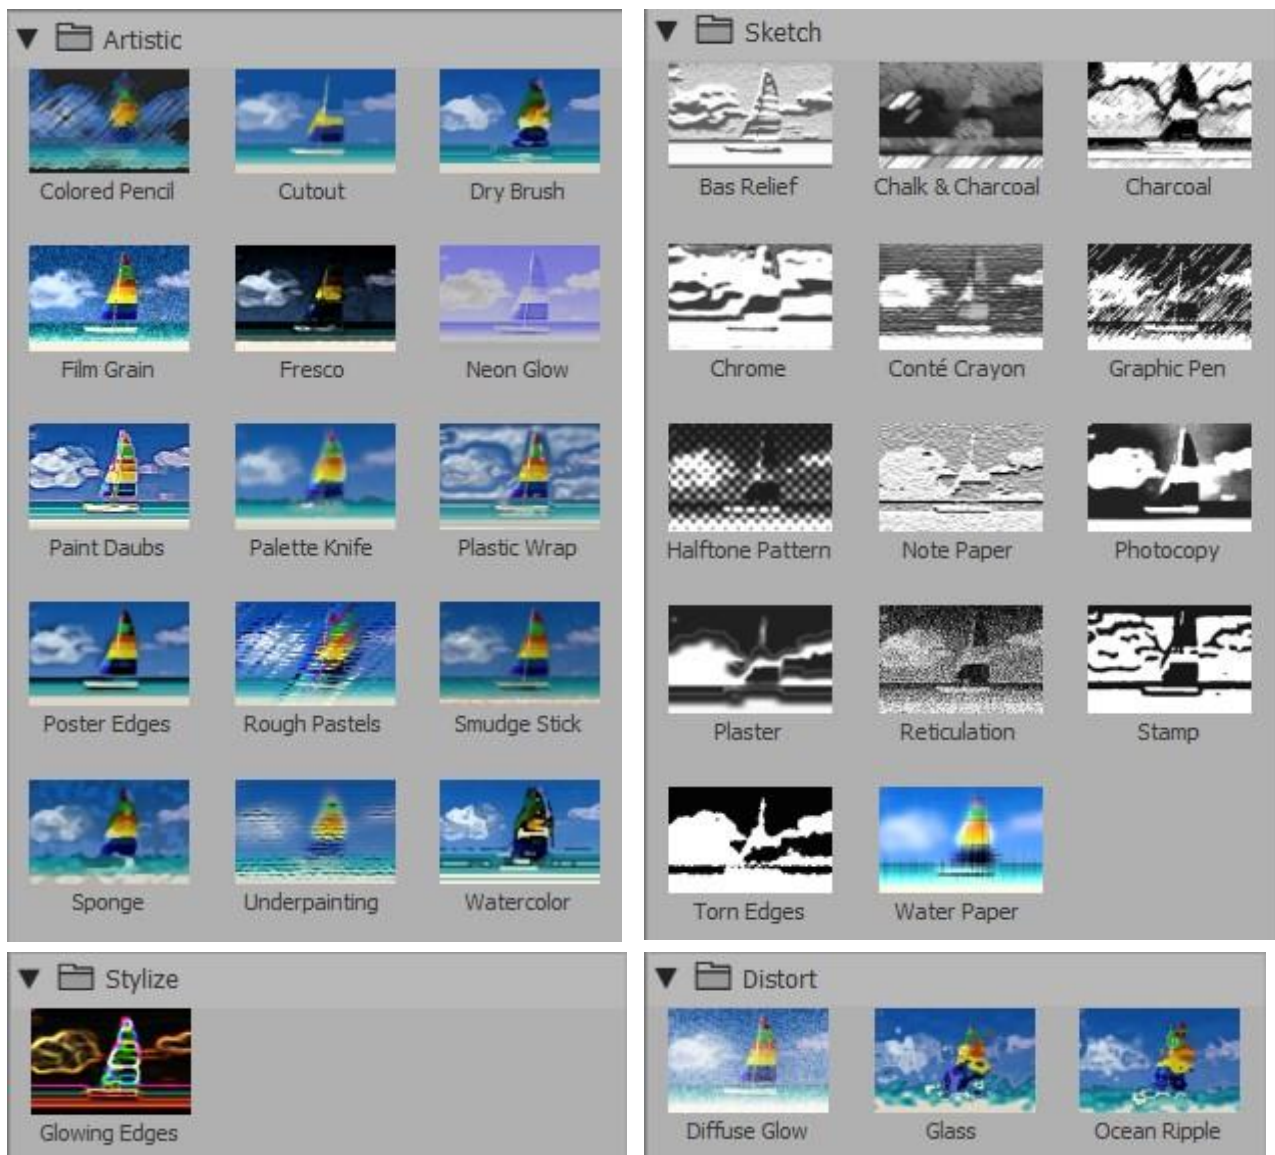 Artistic
Colored Pencil
Cutout
Dry Brush
Film Grain
Fresco
Neon Glow
Paint Daubs
Palette Knife
Plastic Wrap
Poster Edges
Rough Pastels
Smudge Stick
Sponge
Underpainting
Watercolor
Sketch
Bas Relief
Chalk & Charcoal
Charcoal
Chrome
Conté Crayon
Graphic Pen
Halftone Pattern
Note Paper
Photocopy
Plaster
Reticulation
Stamp
Torn Edges
Water Paper
Stylize
Glowing Edges
Distort
Diffuse Glow
Glass
Ocean Ripple